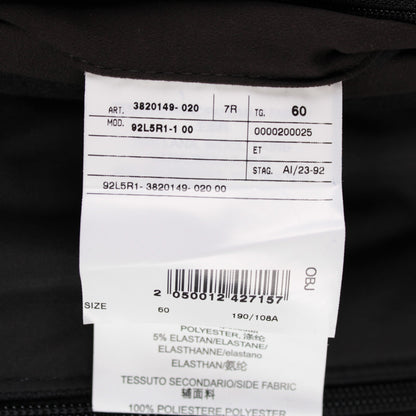 ART. 3820149- 020 7R TG. 60
MOD. 92L5R1-1 00 0000200025
ET
STAG. AI/23-92
92L5R1- 3820149- 020 00
OBJ
2 050012 427157
SIZE 60 190/108A
POLYESTER, 涤纶
5% ELASTAN/ELASTANE/
ELASTHANNE/elastano
ELASTHAN/氨纶
TESSUTO SECONDARIO/SIDE FABRIC
/辅面料
100% POLIESTERE/POLYESTER